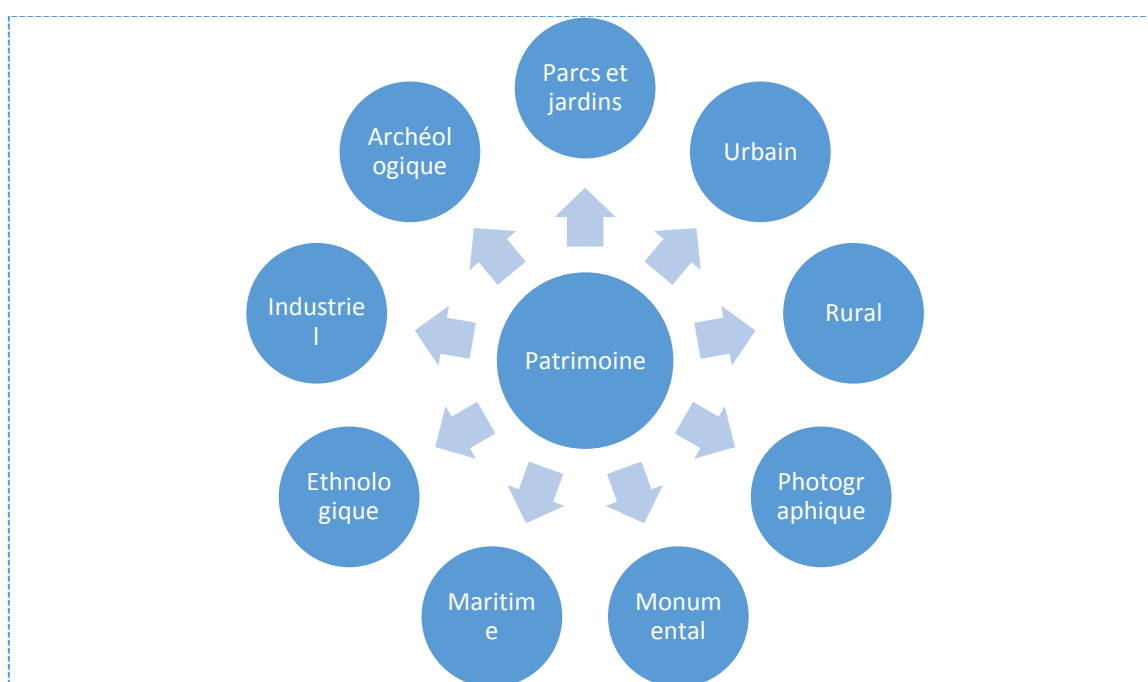 Parcs et
jardins
Urbain
Rural
Photogr
aphique
Monum
ental
Maritim
e
Ethnolo
gique
Industrie
l
Archéol
ogique
Patrimoine